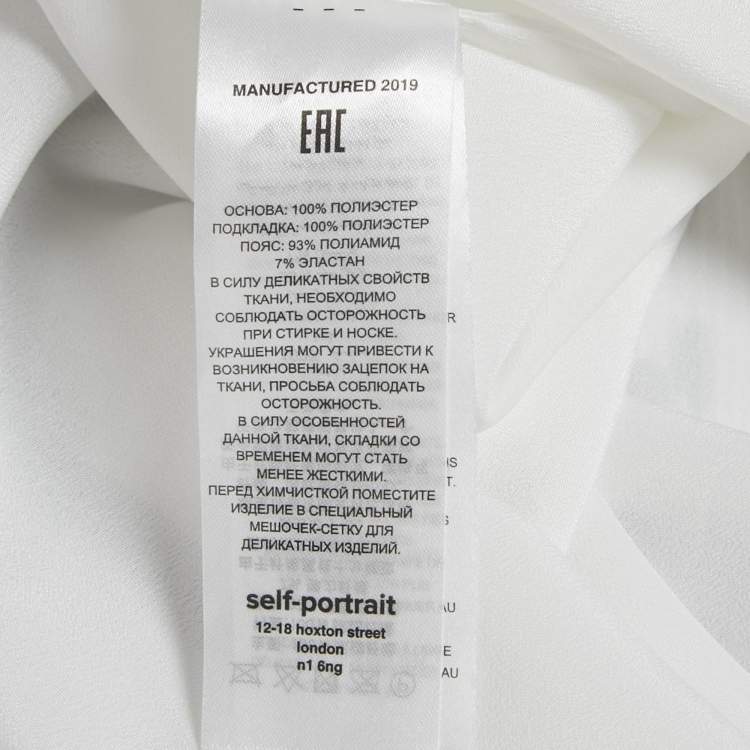 MANUFACTURED 2019
EAC
ОСНОВА: 100% ПОЛИЭСТЕР
ПОДКЛАДКА: 100% ПОЛИЭСТЕР
ПОЯС: 93% ПОЛИАМИД
7% ЭЛАСТАН
В СИЛУ ДЕЛИКАТНЫХ СВОЙСТВ
ТКАНИ, НЕОБХОДИМО
СОБЛЮДАТЬ ОСТОРОЖНОСТЬ
ПРИ СТИРКЕ И НОСКЕ.
УКРАШЕНИЯ МОГУТ ПРИВЕСТИ К
ВОЗНИКНОВЕНИЮ ЗАЦЕПОК НА
ТКАНИ, ПРОСЬБА СОБЛЮДАТЬ
ОСТОРОЖНОСТЬ.
В СИЛУ ОСОБЕННОСТЕЙ
ДАННОЙ ТКАНИ, СКЛАДКИ СО
ВРЕМЕНЕМ МОГУТ СТАТЬ
МЕНЕЕ ЖЕСТКИМИ.
ПЕРЕД ХИМЧИСТКОЙ ПОМЕСТИТЕ
ИЗДЕЛИЕ В СПЕЦИАЛЬНЫЙ
МЕШОЧЕК-СЕТКУ ДЛЯ
ДЕЛИКАТНЫХ ИЗДЕЛИЙ.
self-portrait
12-18 hoxton street
london
n1 6ng